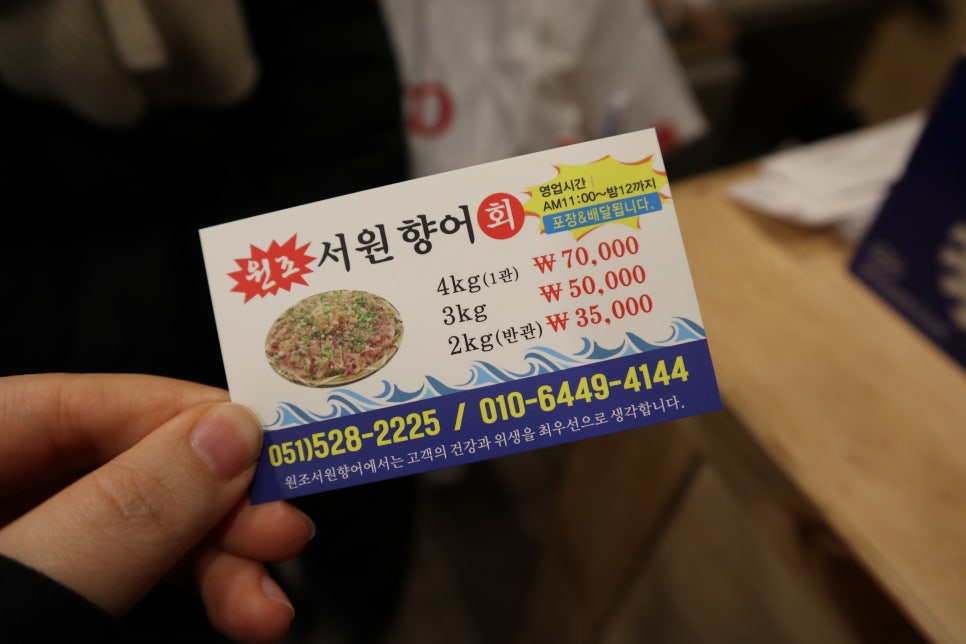 원조 서원 향어 회
영업시간
AM11:00~밤12까지
포장&배달됩니다.
4kg(1관) ₩ 70,000
3kg ₩ 50,000
2kg(반관) ₩ 35,000
051)528-2225 / 010-6449-4144
원조서원향어에서는 고객의 건강과 위생을 최우선으로 생각합니다.